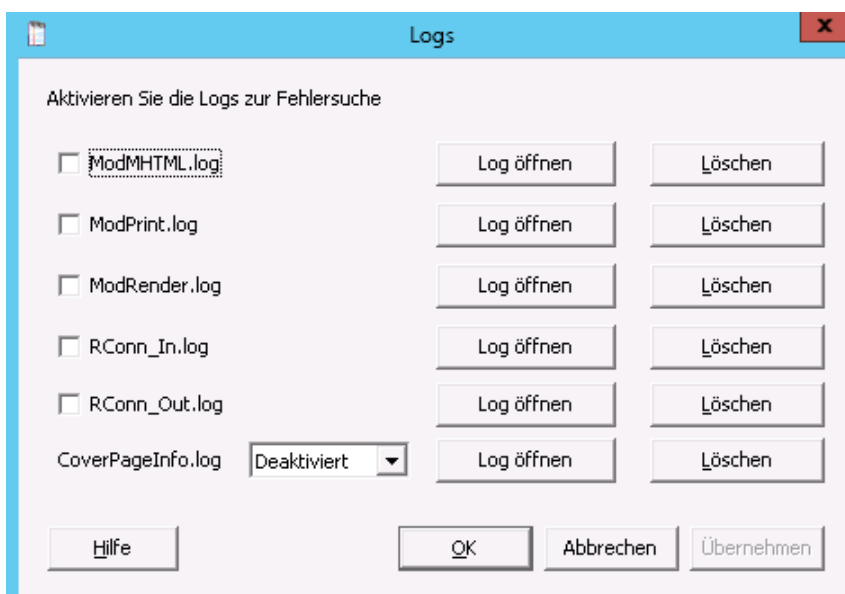 Logs
x
Aktivieren Sie die Logs zur Fehlersuche
ModMHTML.log Log öffnen Löschen
ModPrint.log Log öffnen Löschen
ModRender.log Log öffnen Löschen
RConn_In.log Log öffnen Löschen
RConn_Out.log Log öffnen Löschen
CoverPageInfo.log Deaktiviert Log öffnen Löschen
Hilfe OK Abbrechen Übernehmen